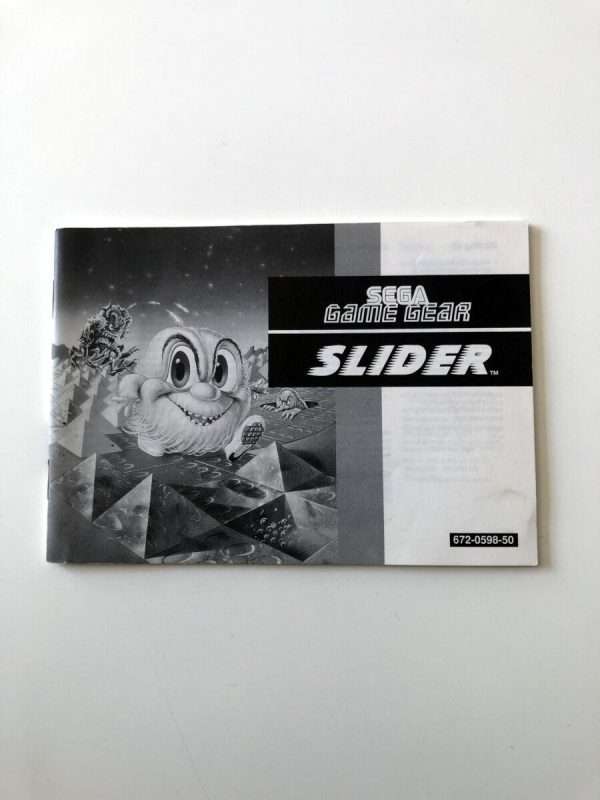 SEGA
GAME GEAR
SLIDER™
672-0598-50